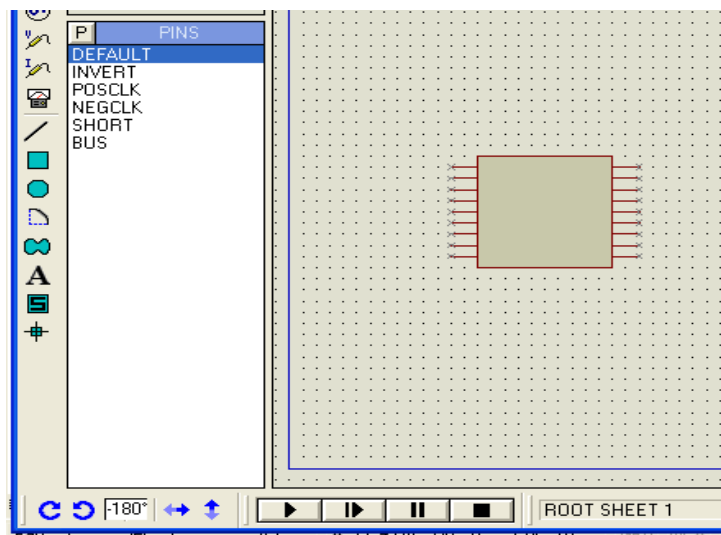 P PINS
DEFAULT
INVERT
POSCLK
NEGCLK
SHORT
BUS
A
S
-180°
ROOT SHEET 1